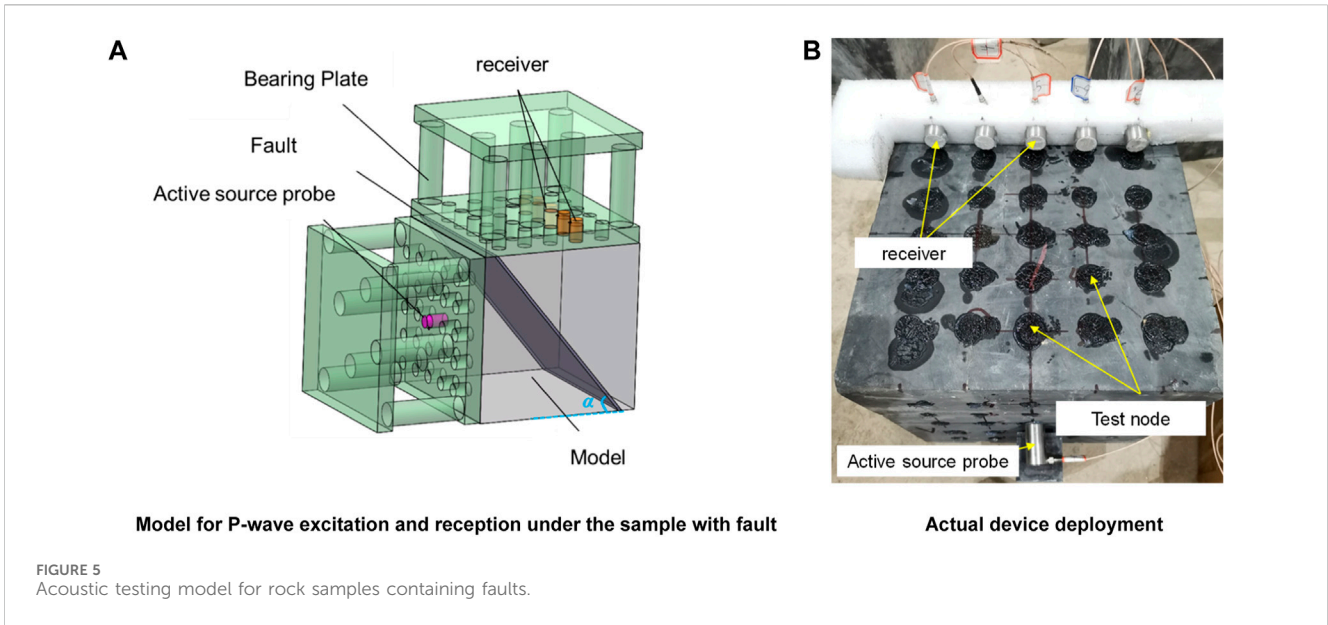 A
Bearing Plate
receiver
Fault
Active source probe
α
Model
B
5-
receiver
Test node
Active source probe
Model for P-wave excitation and reception under the sample with fault
Actual device deployment
FIGURE 5
Acoustic testing model for rock samples containing faults.